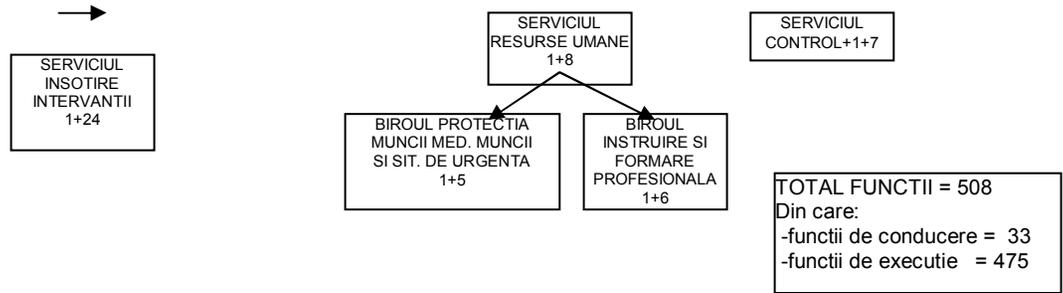 SERVICIUL
INSOTIRE
INTERVANTII
1+24
SERVICIUL
RESURSE UMANE
1+8
SERVICIUL
CONTROL+1+7
BIROUL PROTECTIA
MUNCII MED. MUNCII
SI SIT. DE URGENTA
1+5
BIROUL
INSTRUIRE SI
FORMARE
PROFESIONALA
1+6
TOTAL FUNCTII = 508
Din care:
-functii de conducere = 33
-functii de executie = 475